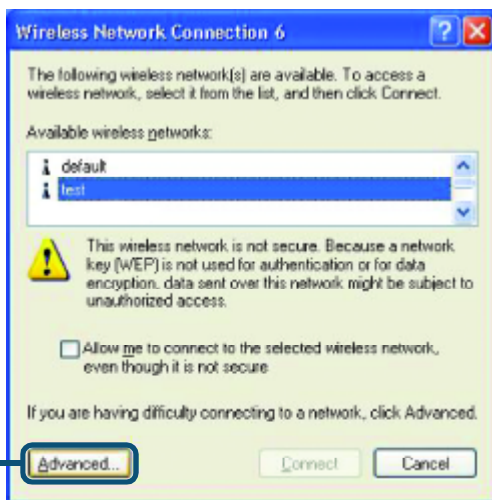 Wireless Network Connection 6
The following wireless network(s) are available. To access a
wireless network, select it from the list, and then click Connect.
Available wireless networks:
default
test
This wireless network is not secure. Because a network
key (WEP) is not used for authentication or for data
encryption, data sent over this network might be subject to
unauthorized access.
Allow me to connect to the selected wireless network,
even though it is not secure
If you are having difficulty connecting to a network, click Advanced.
Advanced...
Connect
Cancel